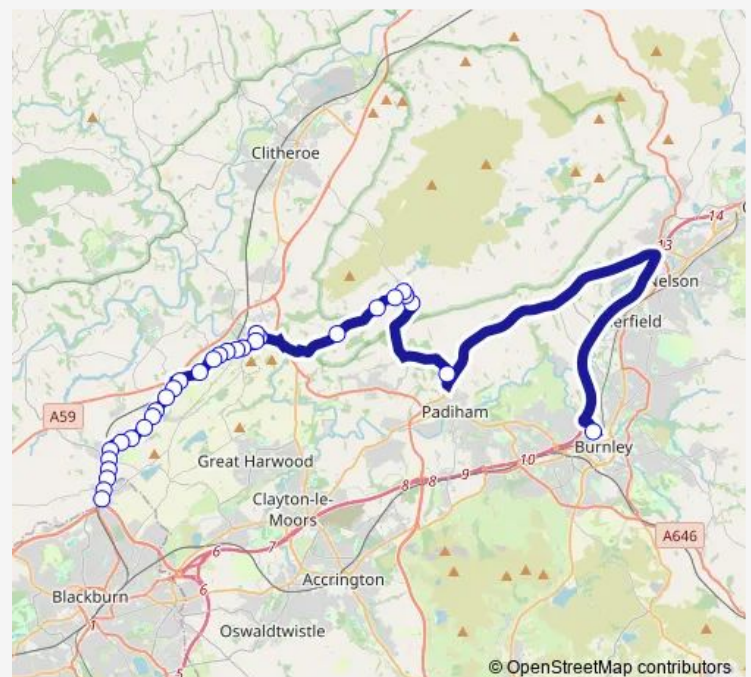 Clitheroe
14
13
Nelson
erfield
A59
Padiham
Great Harwood
10
Burnley
9
8
8
Clayton-le-
Moors
7
6
6
A646
Accrington
Blackburn
1
Oswaldtwistle
5
© OpenStreetMap contributors